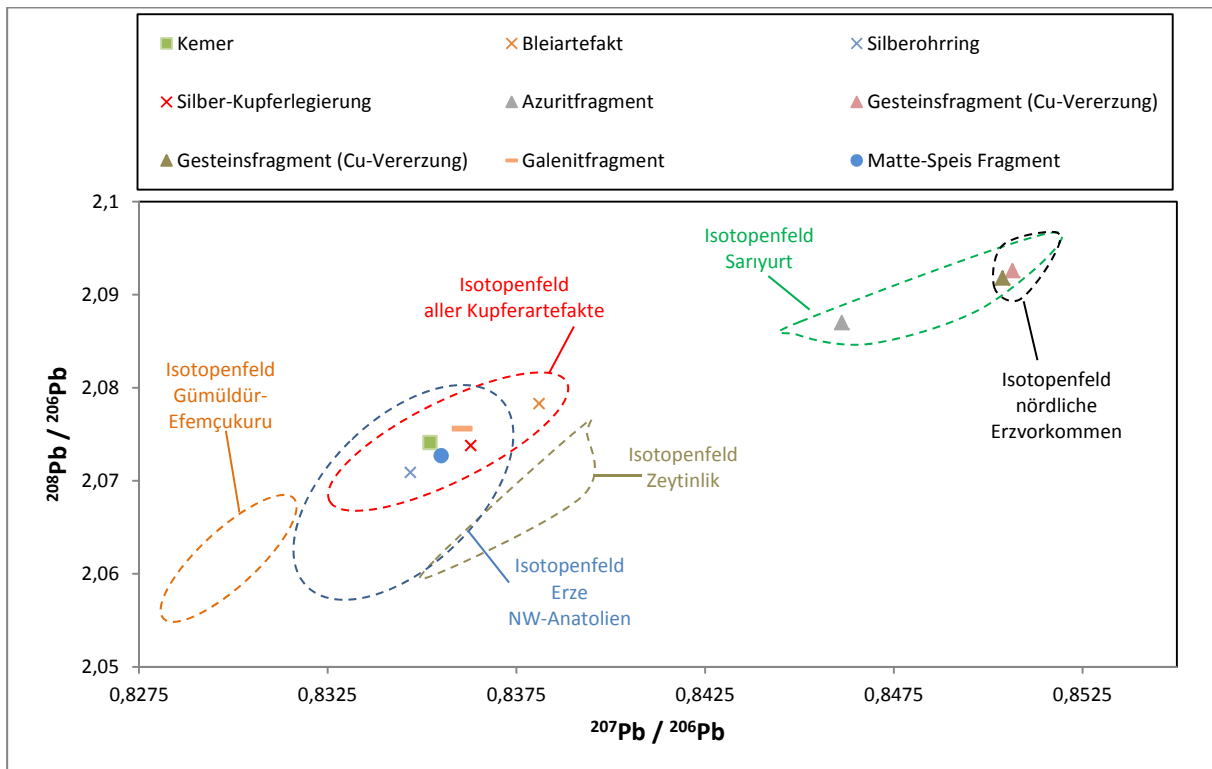 Kemer
Bleiartefakt
Silberohrring
Silber-Kupferlegierung
Azuritfragment
Gesteinsfragment (Cu-Vererzung)
Gesteinsfragment (Cu-Vererzung)
Galenitfragment
Matte-Speis Fragment
2,1
2,09
2,08
2,07
2,06
2,05
²⁰⁸Pb / ²⁰⁶Pb
Isotopenfeld
Gümüldür-
Efemçukuru
Isotopenfeld
aller Kupferartefakte
Isotopenfeld
Sarıyurt
Isotopenfeld
nördliche
Erzvorkommen
Isotopenfeld
Zeytinlik
Isotopenfeld
Erze
NW-Anatolien
0,8275
0,8325
0,8375
0,8425
0,8475
0,8525
²⁰⁷Pb / ²⁰⁶Pb